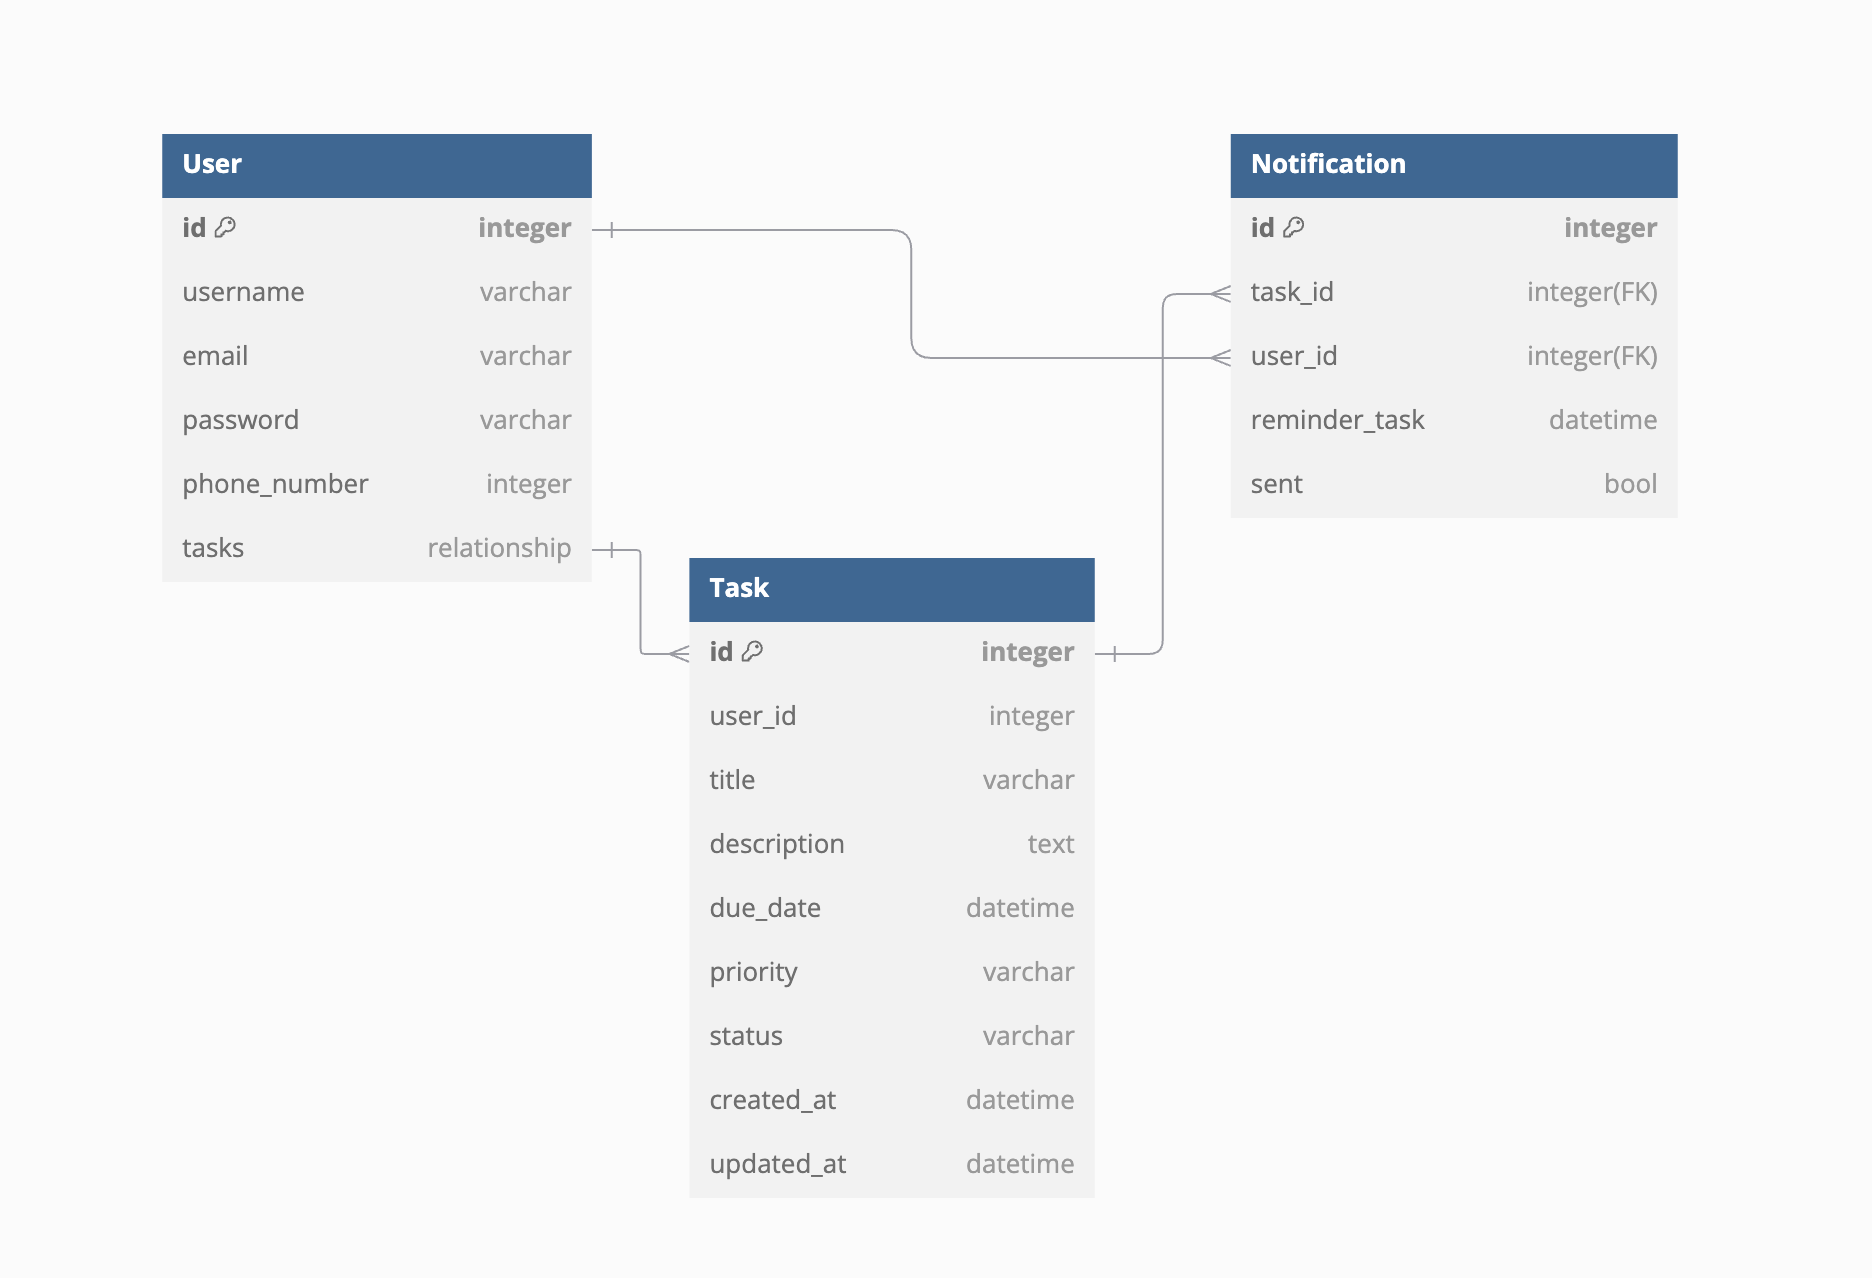 User
id integer
username varchar
email varchar
password varchar
phone_number integer
tasks relationship
Notification
id integer
task_id integer(FK)
user_id integer(FK)
reminder_task datetime
sent bool
Task
id integer
user_id integer
title varchar
description text
due_date datetime
priority varchar
status varchar
created_at datetime
updated_at datetime